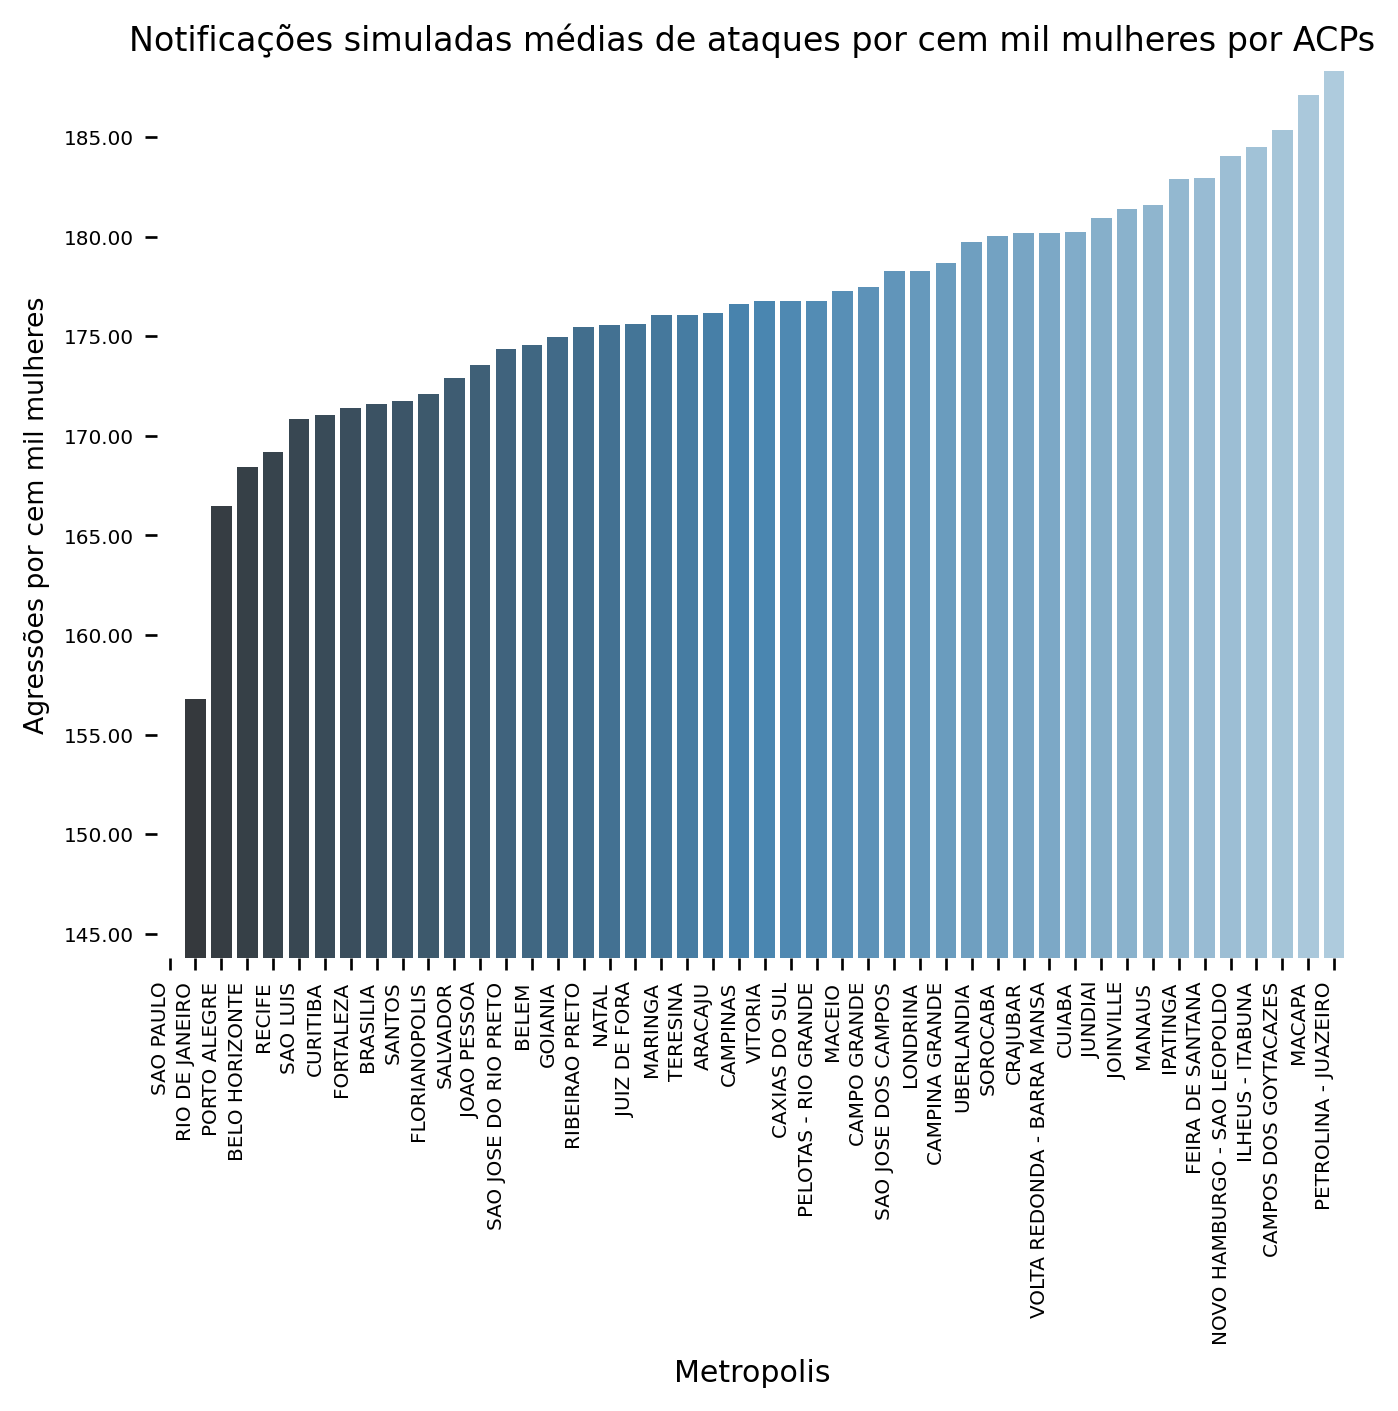 Notificações simuladas médias de ataques por cem mil mulheres por ACPs
Agressões por cem mil mulheres
185.00
180.00
175.00
170.00
165.00
160.00
155.00
150.00
145.00
SAO PAULO
RIO DE JANEIRO
PORTO ALEGRE
BELO HORIZONTE
RECIFE
SAO LUIS
CURITIBA
FORTALEZA
BRASILIA
SANTOS
FLORIANOPOLIS
SALVADOR
JOAO PESSOA
SAO JOSE DO RIO PRETO
BELEM
GOIANIA
RIBEIRAO PRETO
NATAL
JUIZ DE FORA
MARINGA
TERESINA
ARACAJU
CAMPINAS
VITORIA
CAXIAS DO SUL
PELOTAS - RIO GRANDE
MACEIO
CAMPO GRANDE
SAO JOSE DOS CAMPOS
LONDRINA
CAMPINA GRANDE
UBERLANDIA
SOROCABA
CRAJUBAR
VOLTA REDONDA - BARRA MANSA
CUIABA
JUNDIAI
JOINVILLE
MANAUS
IPATINGA
FEIRA DE SANTANA
NOVO HAMBURGO - SAO LEOPOLDO
ILHEUS - ITABUNA
CAMPOS DOS GOYTACAZES
MACAPA
PETROLINA - JUAZEIRO
Metropolis